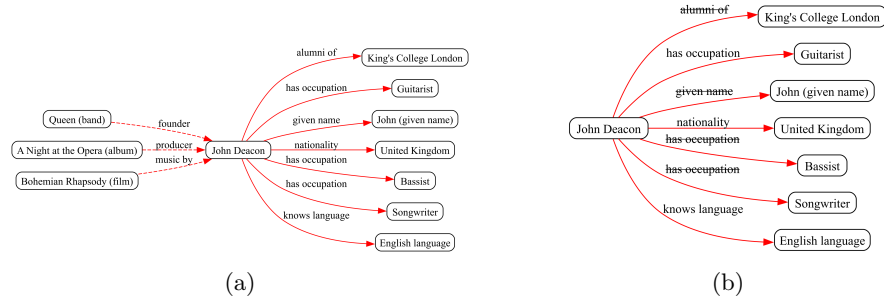 alumni of
King's College London
has occupation
Guitarist
Queen (band)
founder
given name
John (given name)
A Night at the Opera (album)
producer
John Deacon
nationality
United Kingdom
music by
has occupation
Bohemian Rhapsody (film)
Bassist
has occupation
Songwriter
knows language
English language
(a)
alumni of
King's College London
has occupation
Guitarist
given name
John (given name)
John Deacon
nationality
United Kingdom
has occupation
Bassist
has occupation
Songwriter
knows language
English language
(b)